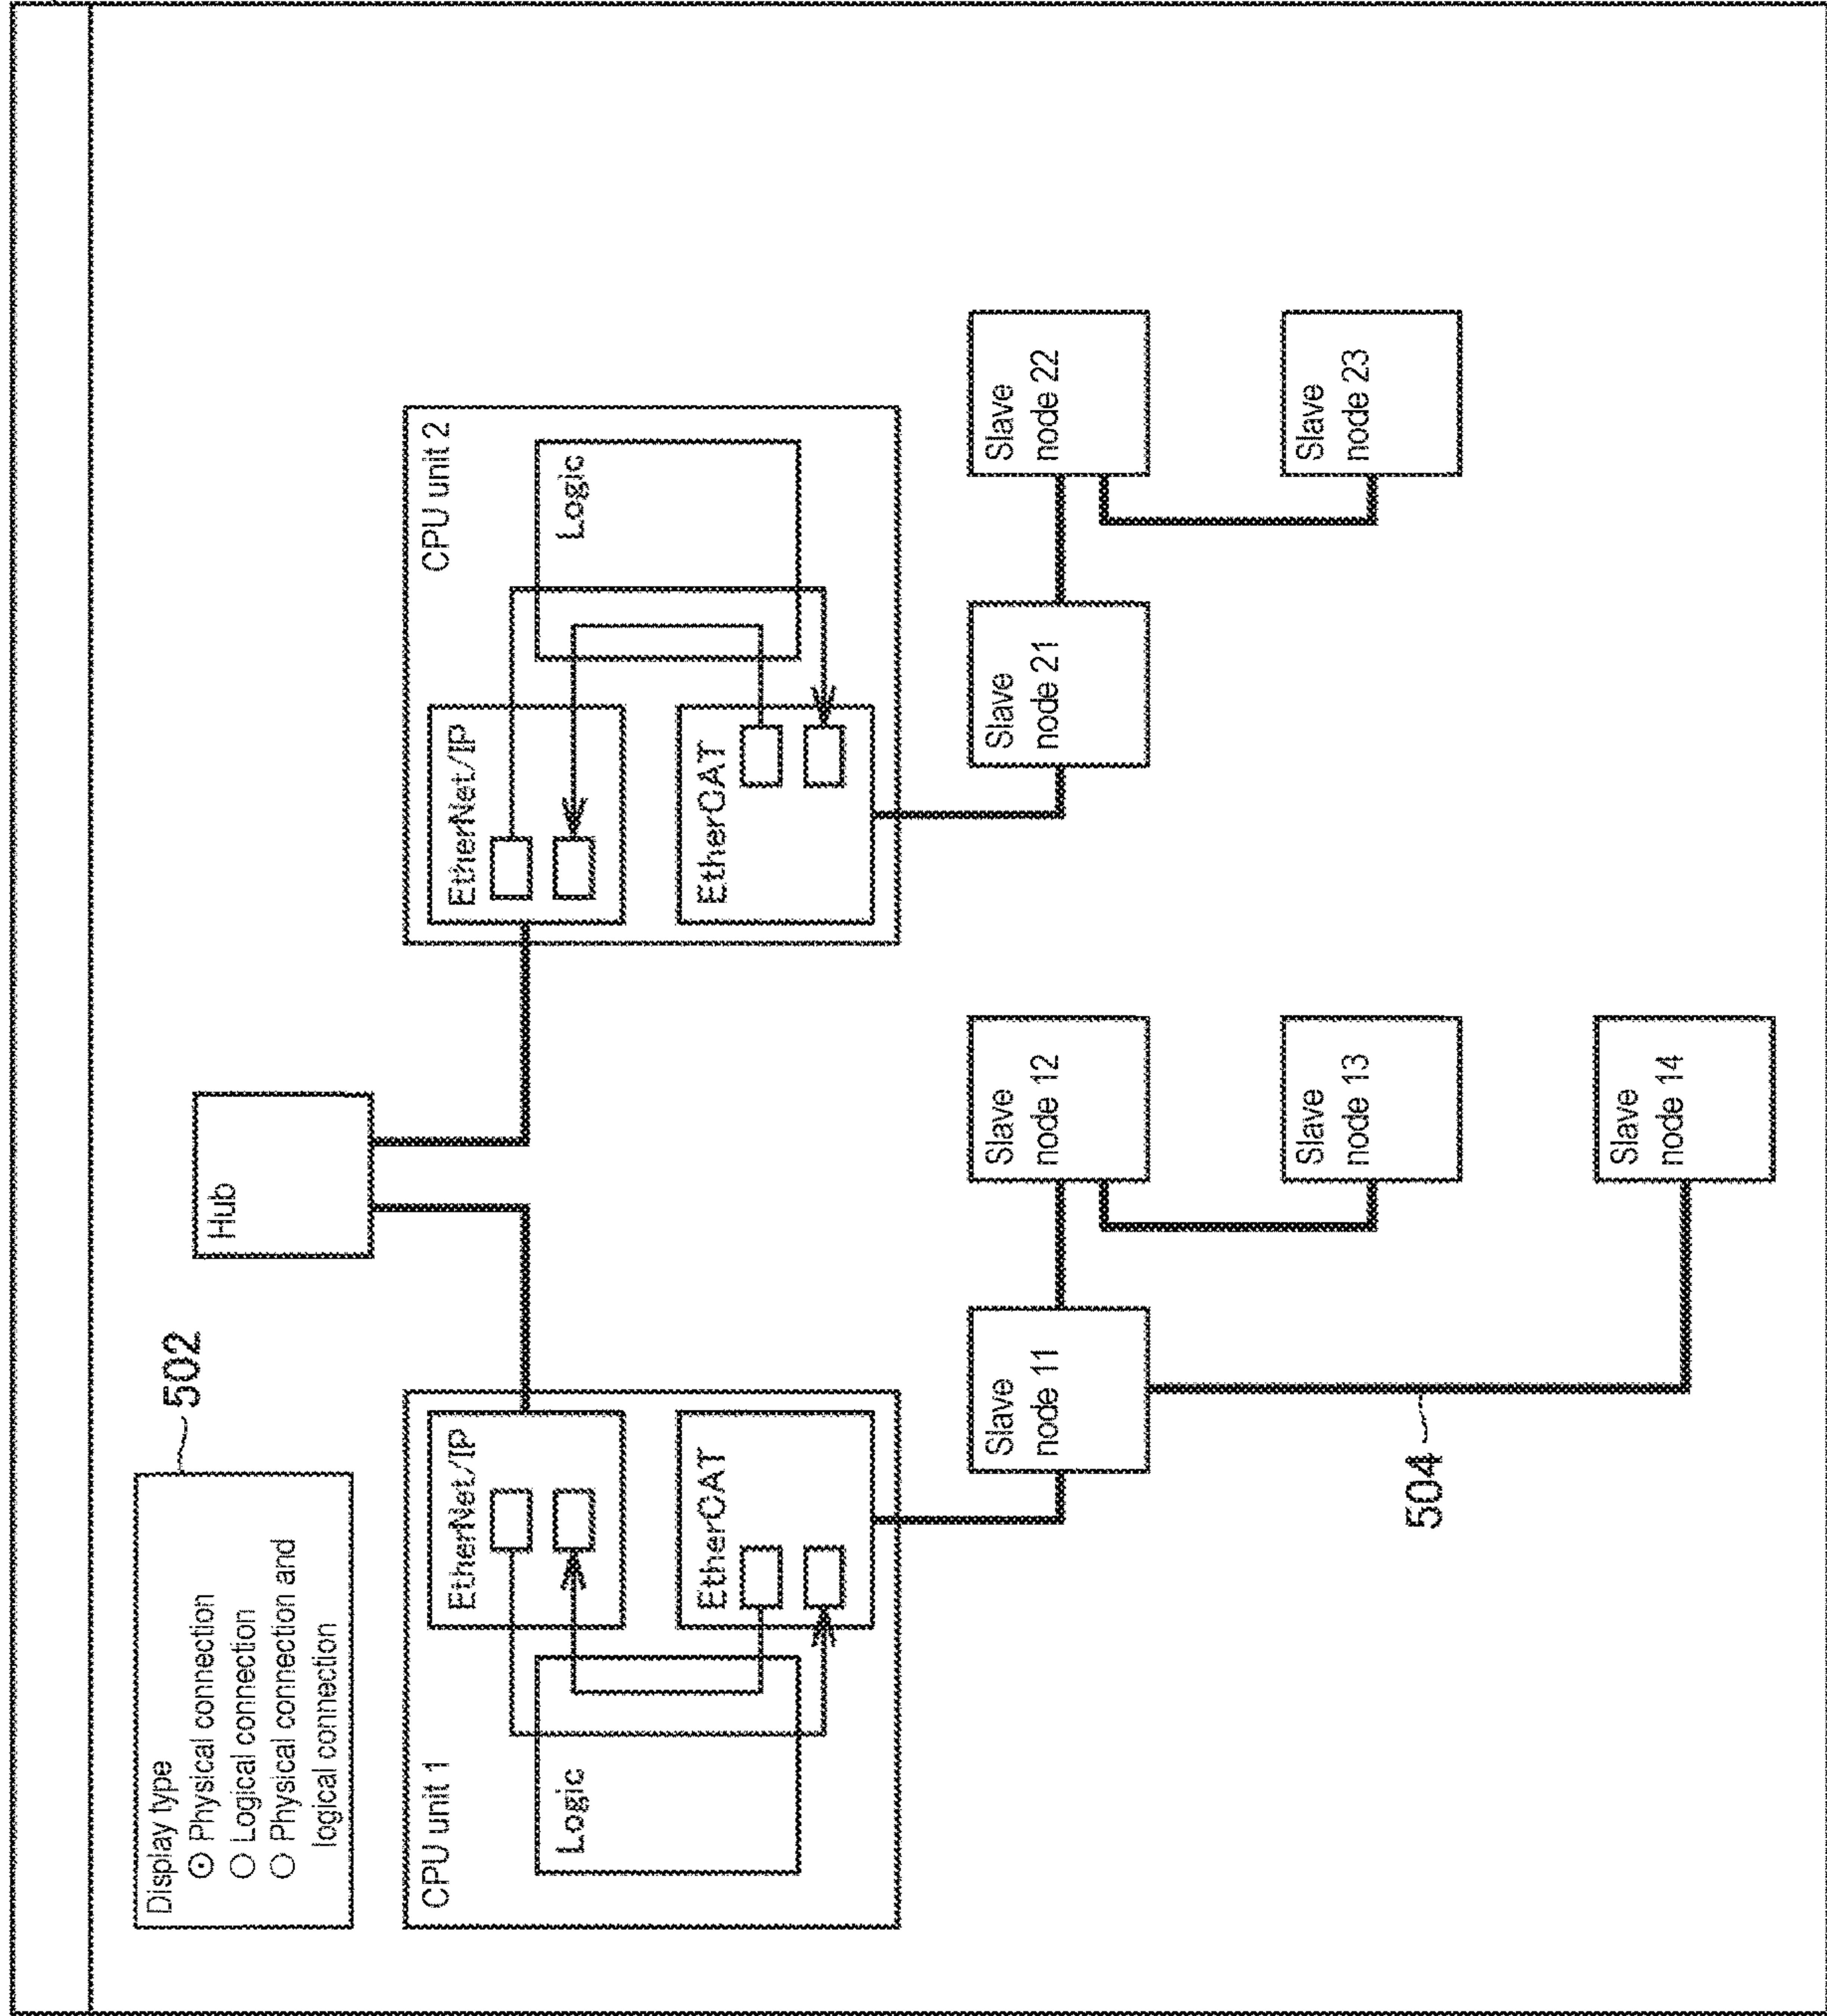 Display type
Physical connection
Logical connection
Physical connection and
logical connection
502
Hub
CPU unit 1
EtherNet/IP
Logic
EtherCAT
CPU unit 2
EtherNet/IP
Logic
EtherCAT
Slave
node 11
Slave
node 12
Slave
node 21
Slave
node 22
Slave
node 13
Slave
node 23
504
Slave
node 14